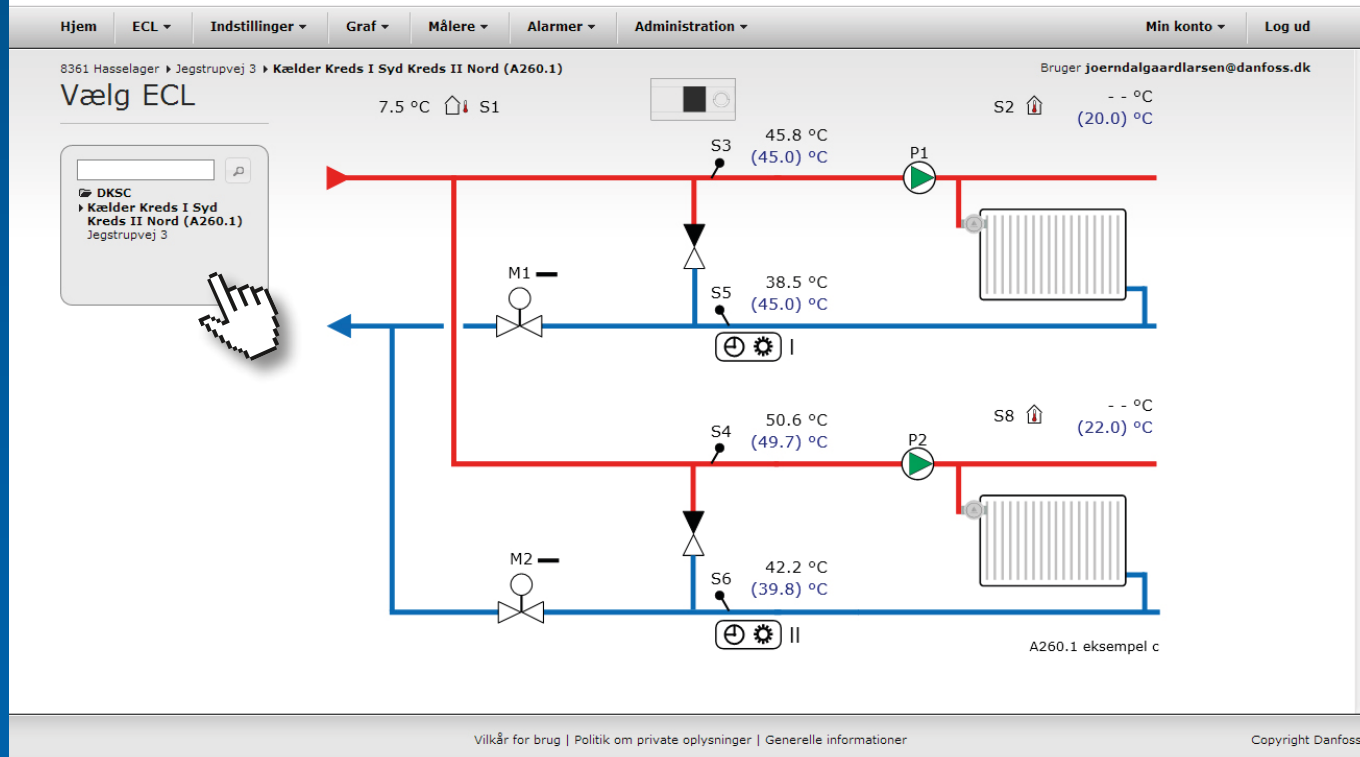 Hjem ECL Indstillinger Graf Målere Alarmer Administration Min konto Log ud
8361 Hasselager Jegstrupvej 3 Kælder Kreds I Syd Kreds II Nord (A260.1) Bruger joerndalgaardlarsen@danfoss.dk
Vælg ECL
7.5 °C S1
S2 - - °C
(20.0) °C
DKSC
Kælder Kreds I Syd
Kreds II Nord (A260.1)
Jegstrupvej 3
S3 45.8 °C
(45.0) °C
P1
M1
S5 38.5 °C
(45.0) °C
I
S4 50.6 °C
(49.7) °C
P2
S8 - - °C
(22.0) °C
M2
S6 42.2 °C
(39.8) °C
II
A260.1 eksempel c
Vilkår for brug | Politik om private oplysninger | Generelle informationer Copyright Danfoss